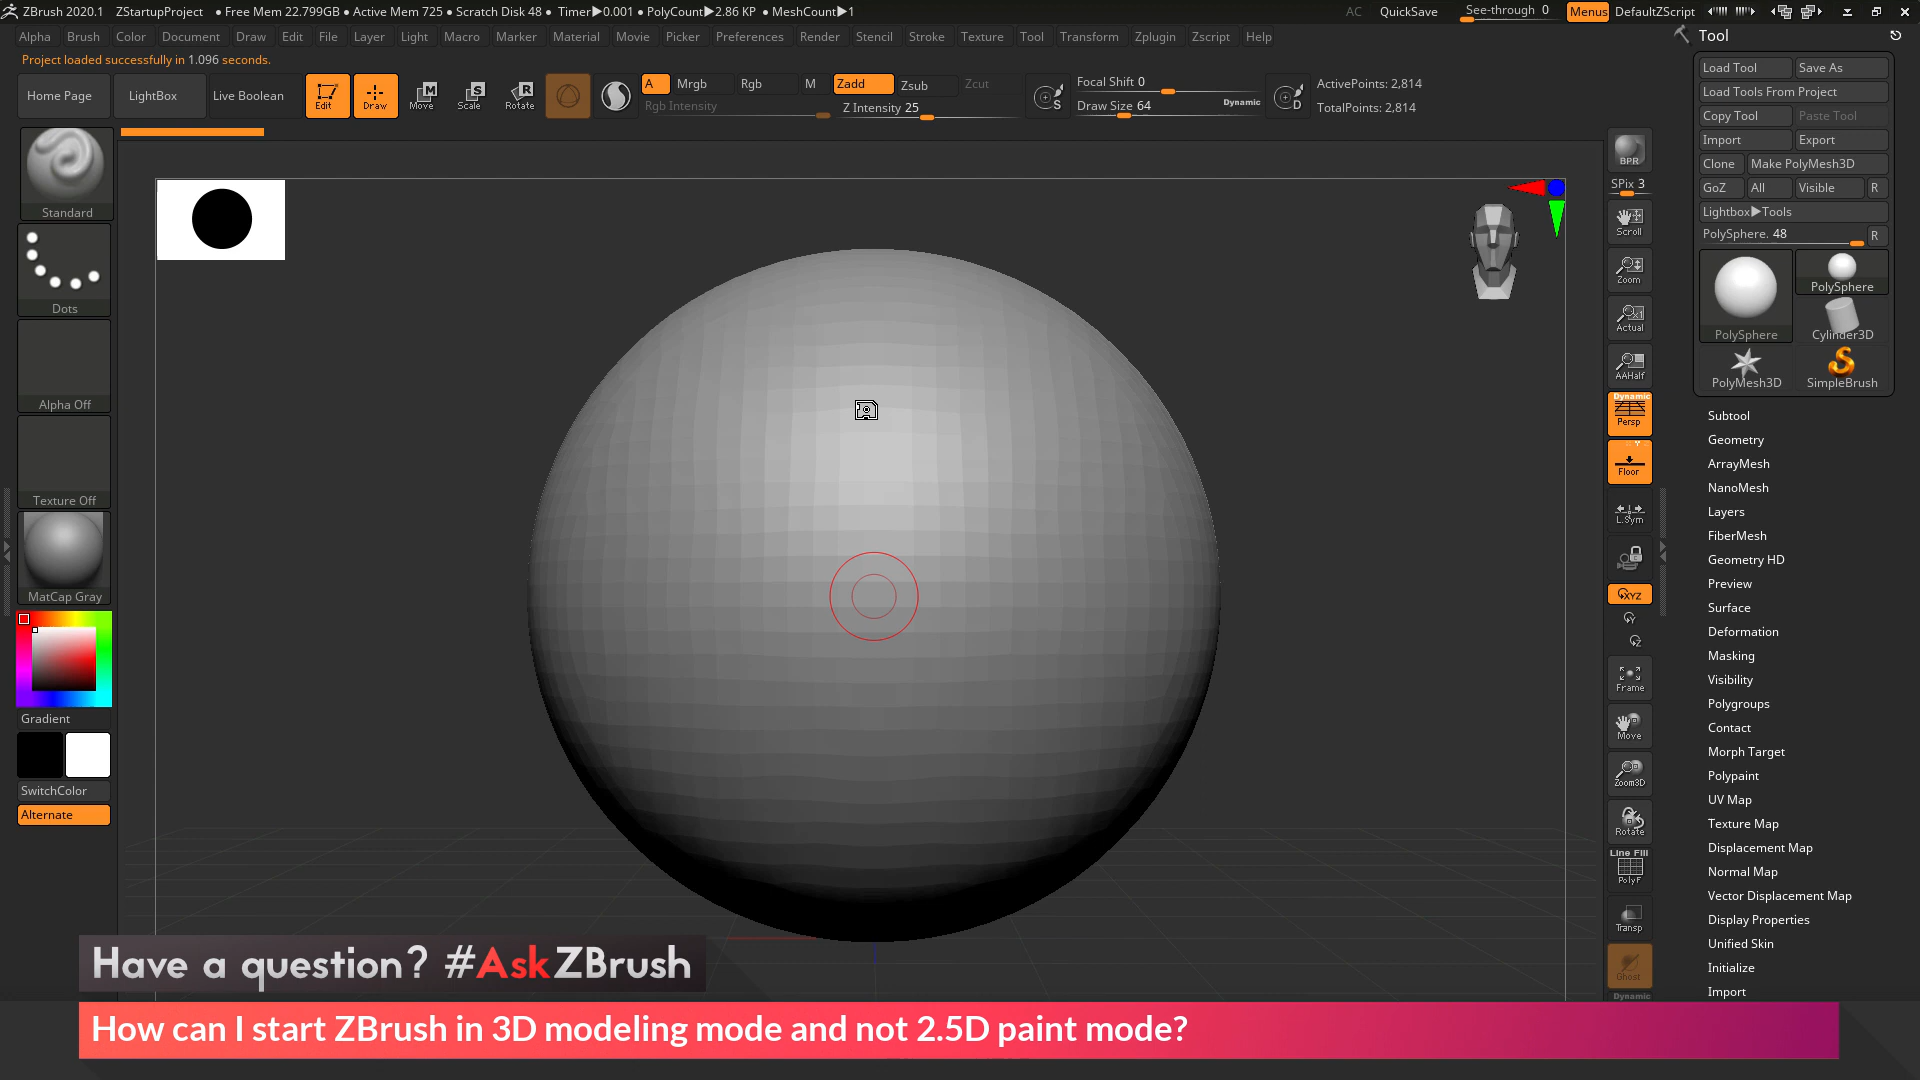 ZBrush 2020.1 ZStartupProject ● Free Mem 22.799GB ● Active Mem 725 ● Scratch Disk 48 ● Timer▶0.001 ● PolyCount▶2.86 KP ● MeshCount▶1 AC QuickSave See-through 0 Menus DefaultZScript
Alpha Brush Color Document Draw Edit File Layer Light Macro Marker Material Movie Picker Preferences Render Stencil Stroke Texture Tool Transform Zplugin Zscript Help
Project loaded successfully in 1.096 seconds.
Home Page LightBox Live Boolean Edit Draw Move Scale Rotate
M S R
A Mrgb Rgb M Zadd Zsub Zcut
Rgb Intensity Z Intensity 25
S Focal Shift 0
Draw Size 64 Dynamic
D ActivePoints: 2,814
TotalPoints: 2,814
Standard
Dots
Alpha Off
Texture Off
MatCap Gray
Gradient
SwitchColor
Alternate
BPR
SPix 3
Scroll
Zoom
Actual
AAHalf
Dynamic
Persp
Floor
L.Sym
XYZ
Y
Z
Frame
Move
Zoom3D
Rotate
Line Fill
PolyF
Transp
Ghost
Dynamic
Tool
Load Tool Save As
Load Tools From Project
Copy Tool Paste Tool
Import Export
Clone Make PolyMesh3D
GoZ All Visible R
Lightbox▶Tools
PolySphere. 48 R
PolySphere PolySphere
Cylinder3D
PolyMesh3D SimpleBrush
Subtool
Geometry
ArrayMesh
NanoMesh
Layers
FiberMesh
Geometry HD
Preview
Surface
Deformation
Masking
Visibility
Polygroups
Contact
Morph Target
Polypaint
UV Map
Texture Map
Displacement Map
Normal Map
Vector Displacement Map
Display Properties
Unified Skin
Initialize
Import
Have a question? #AskZBrush
How can I start ZBrush in 3D modeling mode and not 2.5D paint mode?